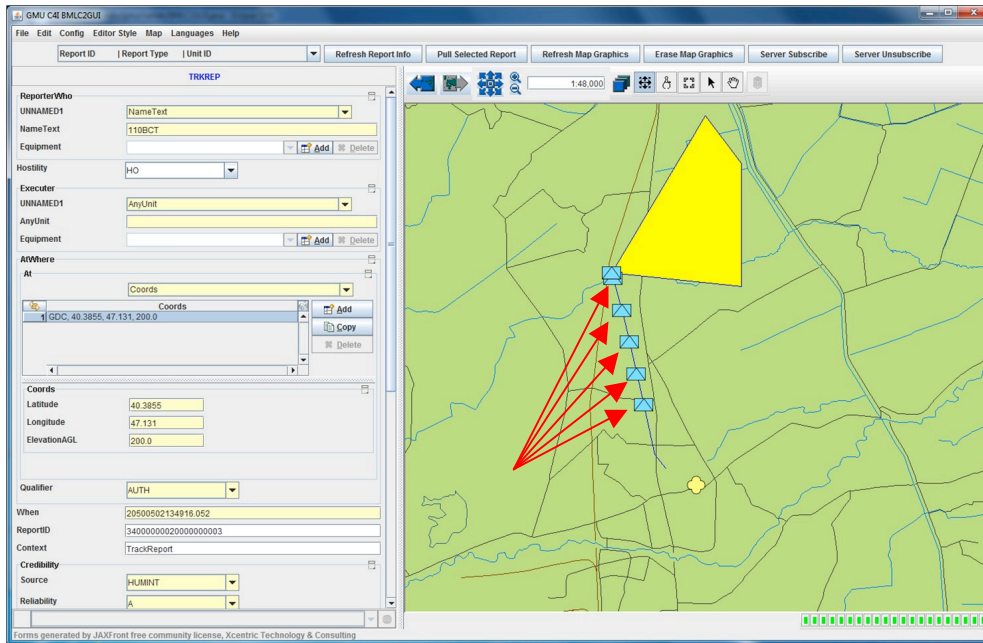 GMU C4I BMLC2GUI
File Edit Config Editor Style Map Languages Help
Report ID | Report Type | Unit ID Refresh Report Info Pull Selected Report Refresh Map Graphics Erase Map Graphics Server Subscribe Server Unsubscribe
TRKREP
1:48,000
ReporterWho
UNNAMED1 NameText
NameText 110BCT
Equipment Add Delete
Hostility HO
Executer
UNNAMED1 AnyUnit
AnyUnit
Equipment Add Delete
AtWhere
At
Coords
Coords
1 GDC, 40.3855, 47.131, 200.0
Add
Copy
Delete
Coords
Latitude 40.3855
Longitude 47.131
ElevationAGL 200.0
Qualifier AUTH
When 20500502134916.052
ReportID 34000000020000000003
Context TrackReport
Credibility
Source HUMINT
Reliability A
Forms generated by JAXFront free community license, Xcentric Technology & Consulting